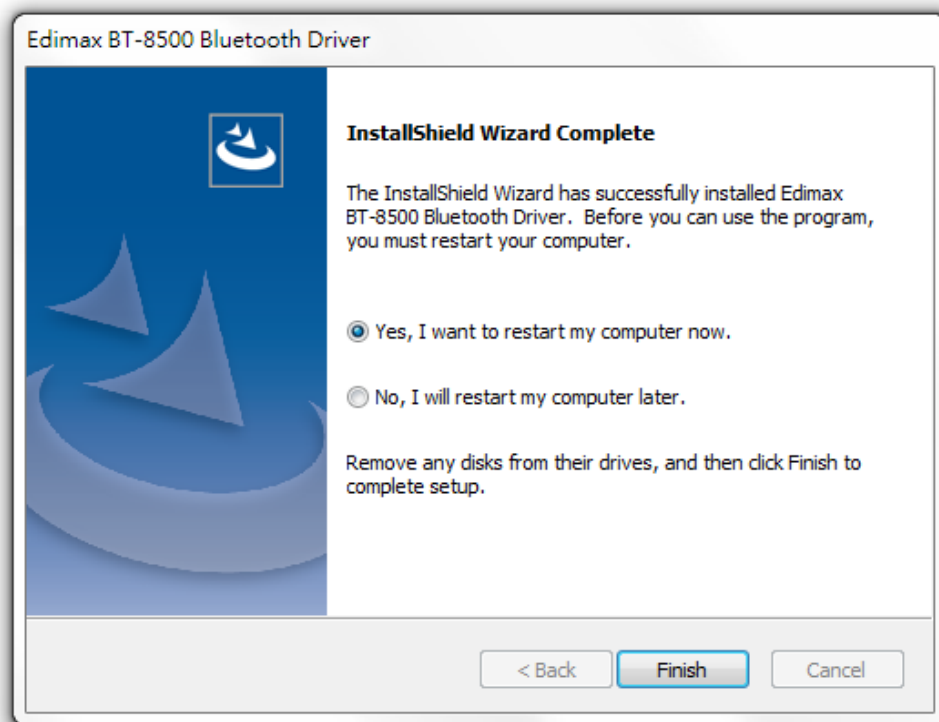 Edimax BT-8500 Bluetooth Driver
InstallShield Wizard Complete
The InstallShield Wizard has successfully installed Edimax
BT-8500 Bluetooth Driver.  Before you can use the program,
you must restart your computer.
Yes, I want to restart my computer now.
No, I will restart my computer later.
Remove any disks from their drives, and then click Finish to
complete setup.
< Back
Finish
Cancel